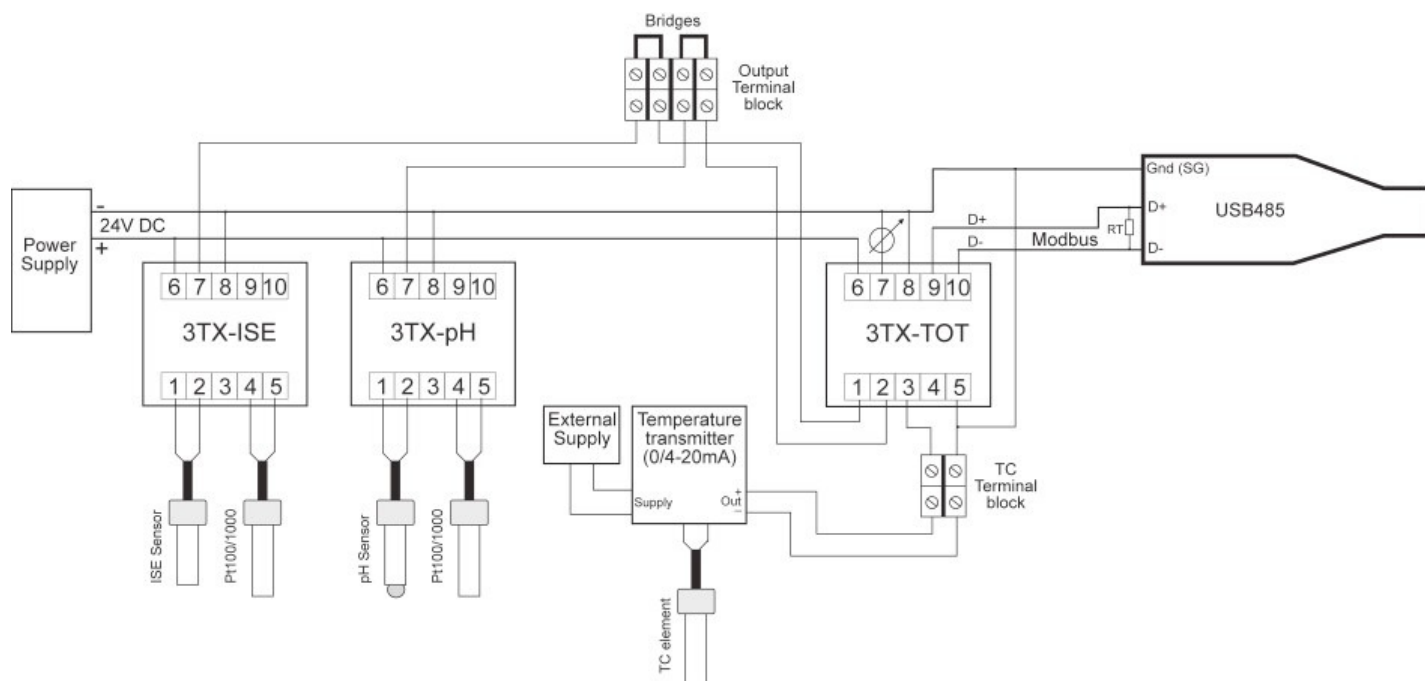 Bridges
Output
Terminal
block
Gnd (SG)
D+
USB485
RT
D-
-
24V DC
+
Power
Supply
D+
D-
Modbus
6 7 8 9 10
3TX-ISE
1 2 3 4 5
6 7 8 9 10
3TX-pH
1 2 3 4 5
6 7 8 9 10
3TX-TOT
1 2 3 4 5
External
Supply
Temperature
transmitter
(0/4-20mA)
Supply
+
Out
–
TC
Terminal
block
ISE Sensor
Pt100/1000
pH Sensor
Pt100/1000
TC element